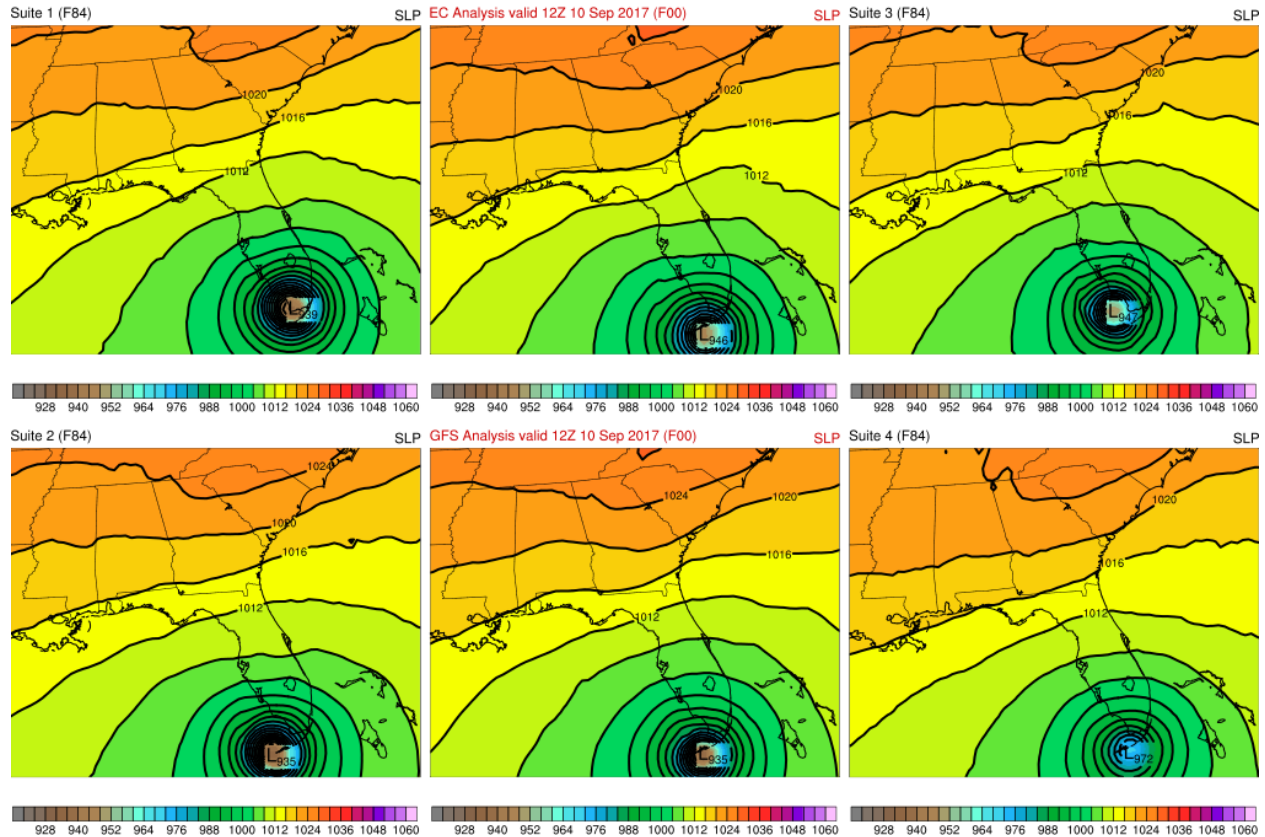 Suite 1 (F84) SLP
EC Analysis valid 12Z 10 Sep 2017 (F00) SLP
Suite 3 (F84) SLP
1020
1016
1012
L939
1020
1016
1012
L946
1020
1016
1012
L947
928 940 952 964 976 988 1000 1012 1024 1036 1048 1060
928 940 952 964 976 988 1000 1012 1024 1036 1048 1060
928 940 952 964 976 988 1000 1012 1024 1036 1048 1060
Suite 2 (F84) SLP
GFS Analysis valid 12Z 10 Sep 2017 (F00) SLP
Suite 4 (F84) SLP
1024
1020
1016
1012
L935
1024
1020
1016
1012
L935
1020
1016
1012
L972
928 940 952 964 976 988 1000 1012 1024 1036 1048 1060
928 940 952 964 976 988 1000 1012 1024 1036 1048 1060
928 940 952 964 976 988 1000 1012 1024 1036 1048 1060